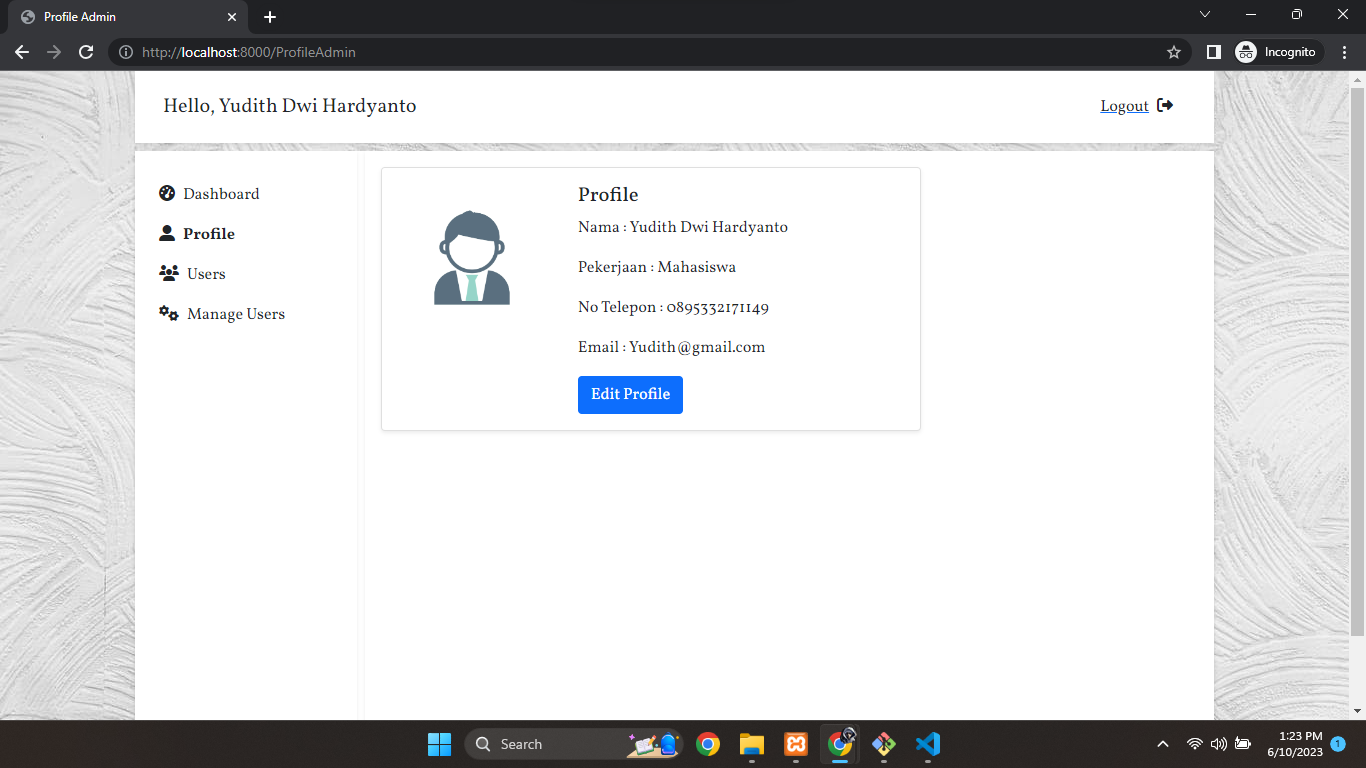 Profile Admin
http://localhost:8000/ProfileAdmin
Incognito
Hello, Yudith Dwi Hardyanto
Logout
Dashboard
Profile
Users
Manage Users
Profile
Nama : Yudith Dwi Hardyanto
Pekerjaan : Mahasiswa
No Telepon : 0895332171149
Email : Yudith@gmail.com
Edit Profile
Search
1:23 PM
6/10/2023
1